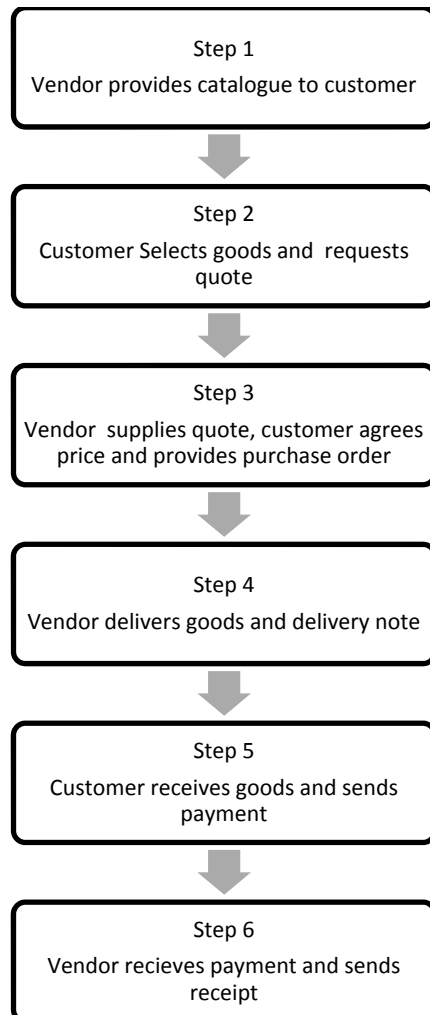 Step 1
Vendor provides catalogue to customer
Step 2
Customer Selects goods and requests
quote
Step 3
Vendor supplies quote, customer agrees
price and provides purchase order
Step 4
Vendor delivers goods and delivery note
Step 5
Customer receives goods and sends
payment
Step 6
Vendor recieves payment and sends
receipt